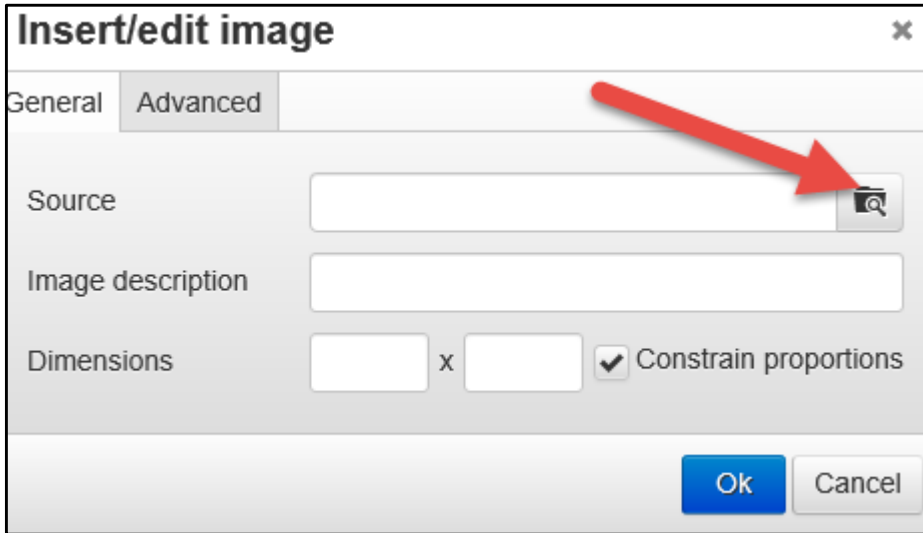 Insert/edit image
General Advanced
Source
Image description
Dimensions x Constrain proportions
Ok Cancel